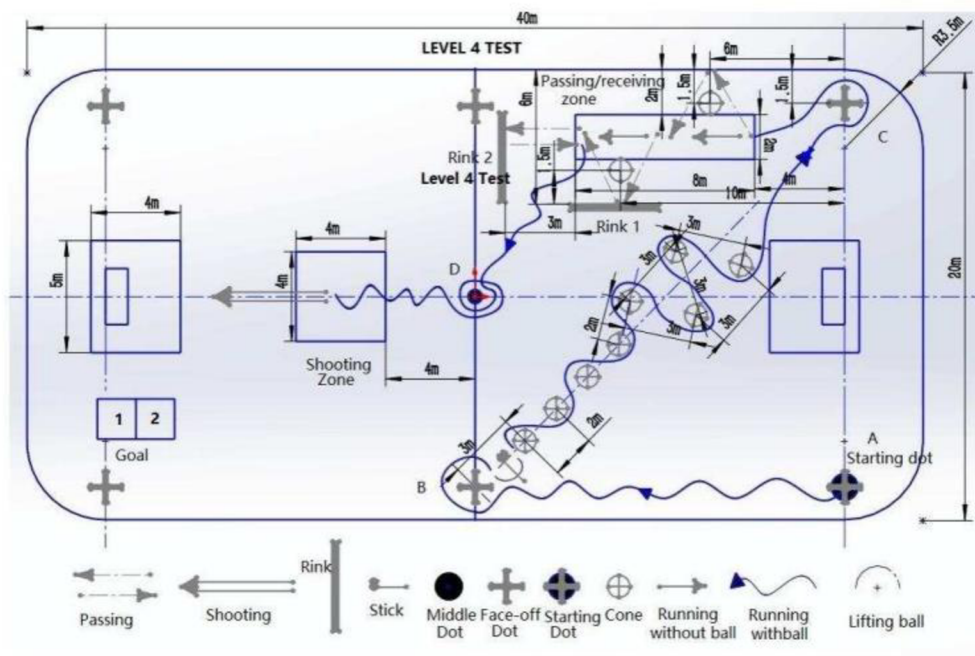 40m
LEVEL 4 TEST
6m
R3.5m
Passing/receiving
zone
6m
2m
1.5m
1.5m
C
2m
Rink 2
1.5m
Level 4 Test
8m
4m
10m
Rink 1
3m
3m
4m
4m
D
3m
3m
20m
5m
4m
2m
3m
3m
Shooting
Zone
4m
1 2
Goal
2m
3m
A
Starting dot
B
Passing
Shooting
Rink
Stick
Middle
Dot
Face-off
Dot
Starting
Dot
Cone
Running
without ball
Running
withball
Lifting ball